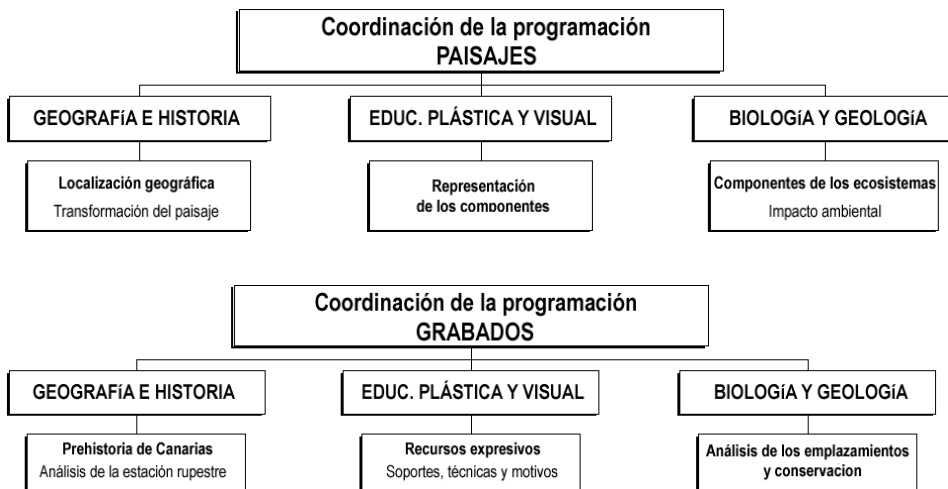 Coordinación de la programación
PAISAJES
GEOGRAFíA E HISTORIA
EDUC. PLÁSTICA Y VISUAL
BIOLOGíA Y GEOLOGíA
Localización geográfica
Transformación del paisaje
Representación
de los componentes
Componentes de los ecosistemas
Impacto ambiental
Coordinación de la programación
GRABADOS
GEOGRAFíA E HISTORIA
EDUC. PLÁSTICA Y VISUAL
BIOLOGíA Y GEOLOGíA
Prehistoria de Canarias
Análisis de la estación rupestre
Recursos expresivos
Soportes, técnicas y motivos
Análisis de los emplazamientos
y conservacion